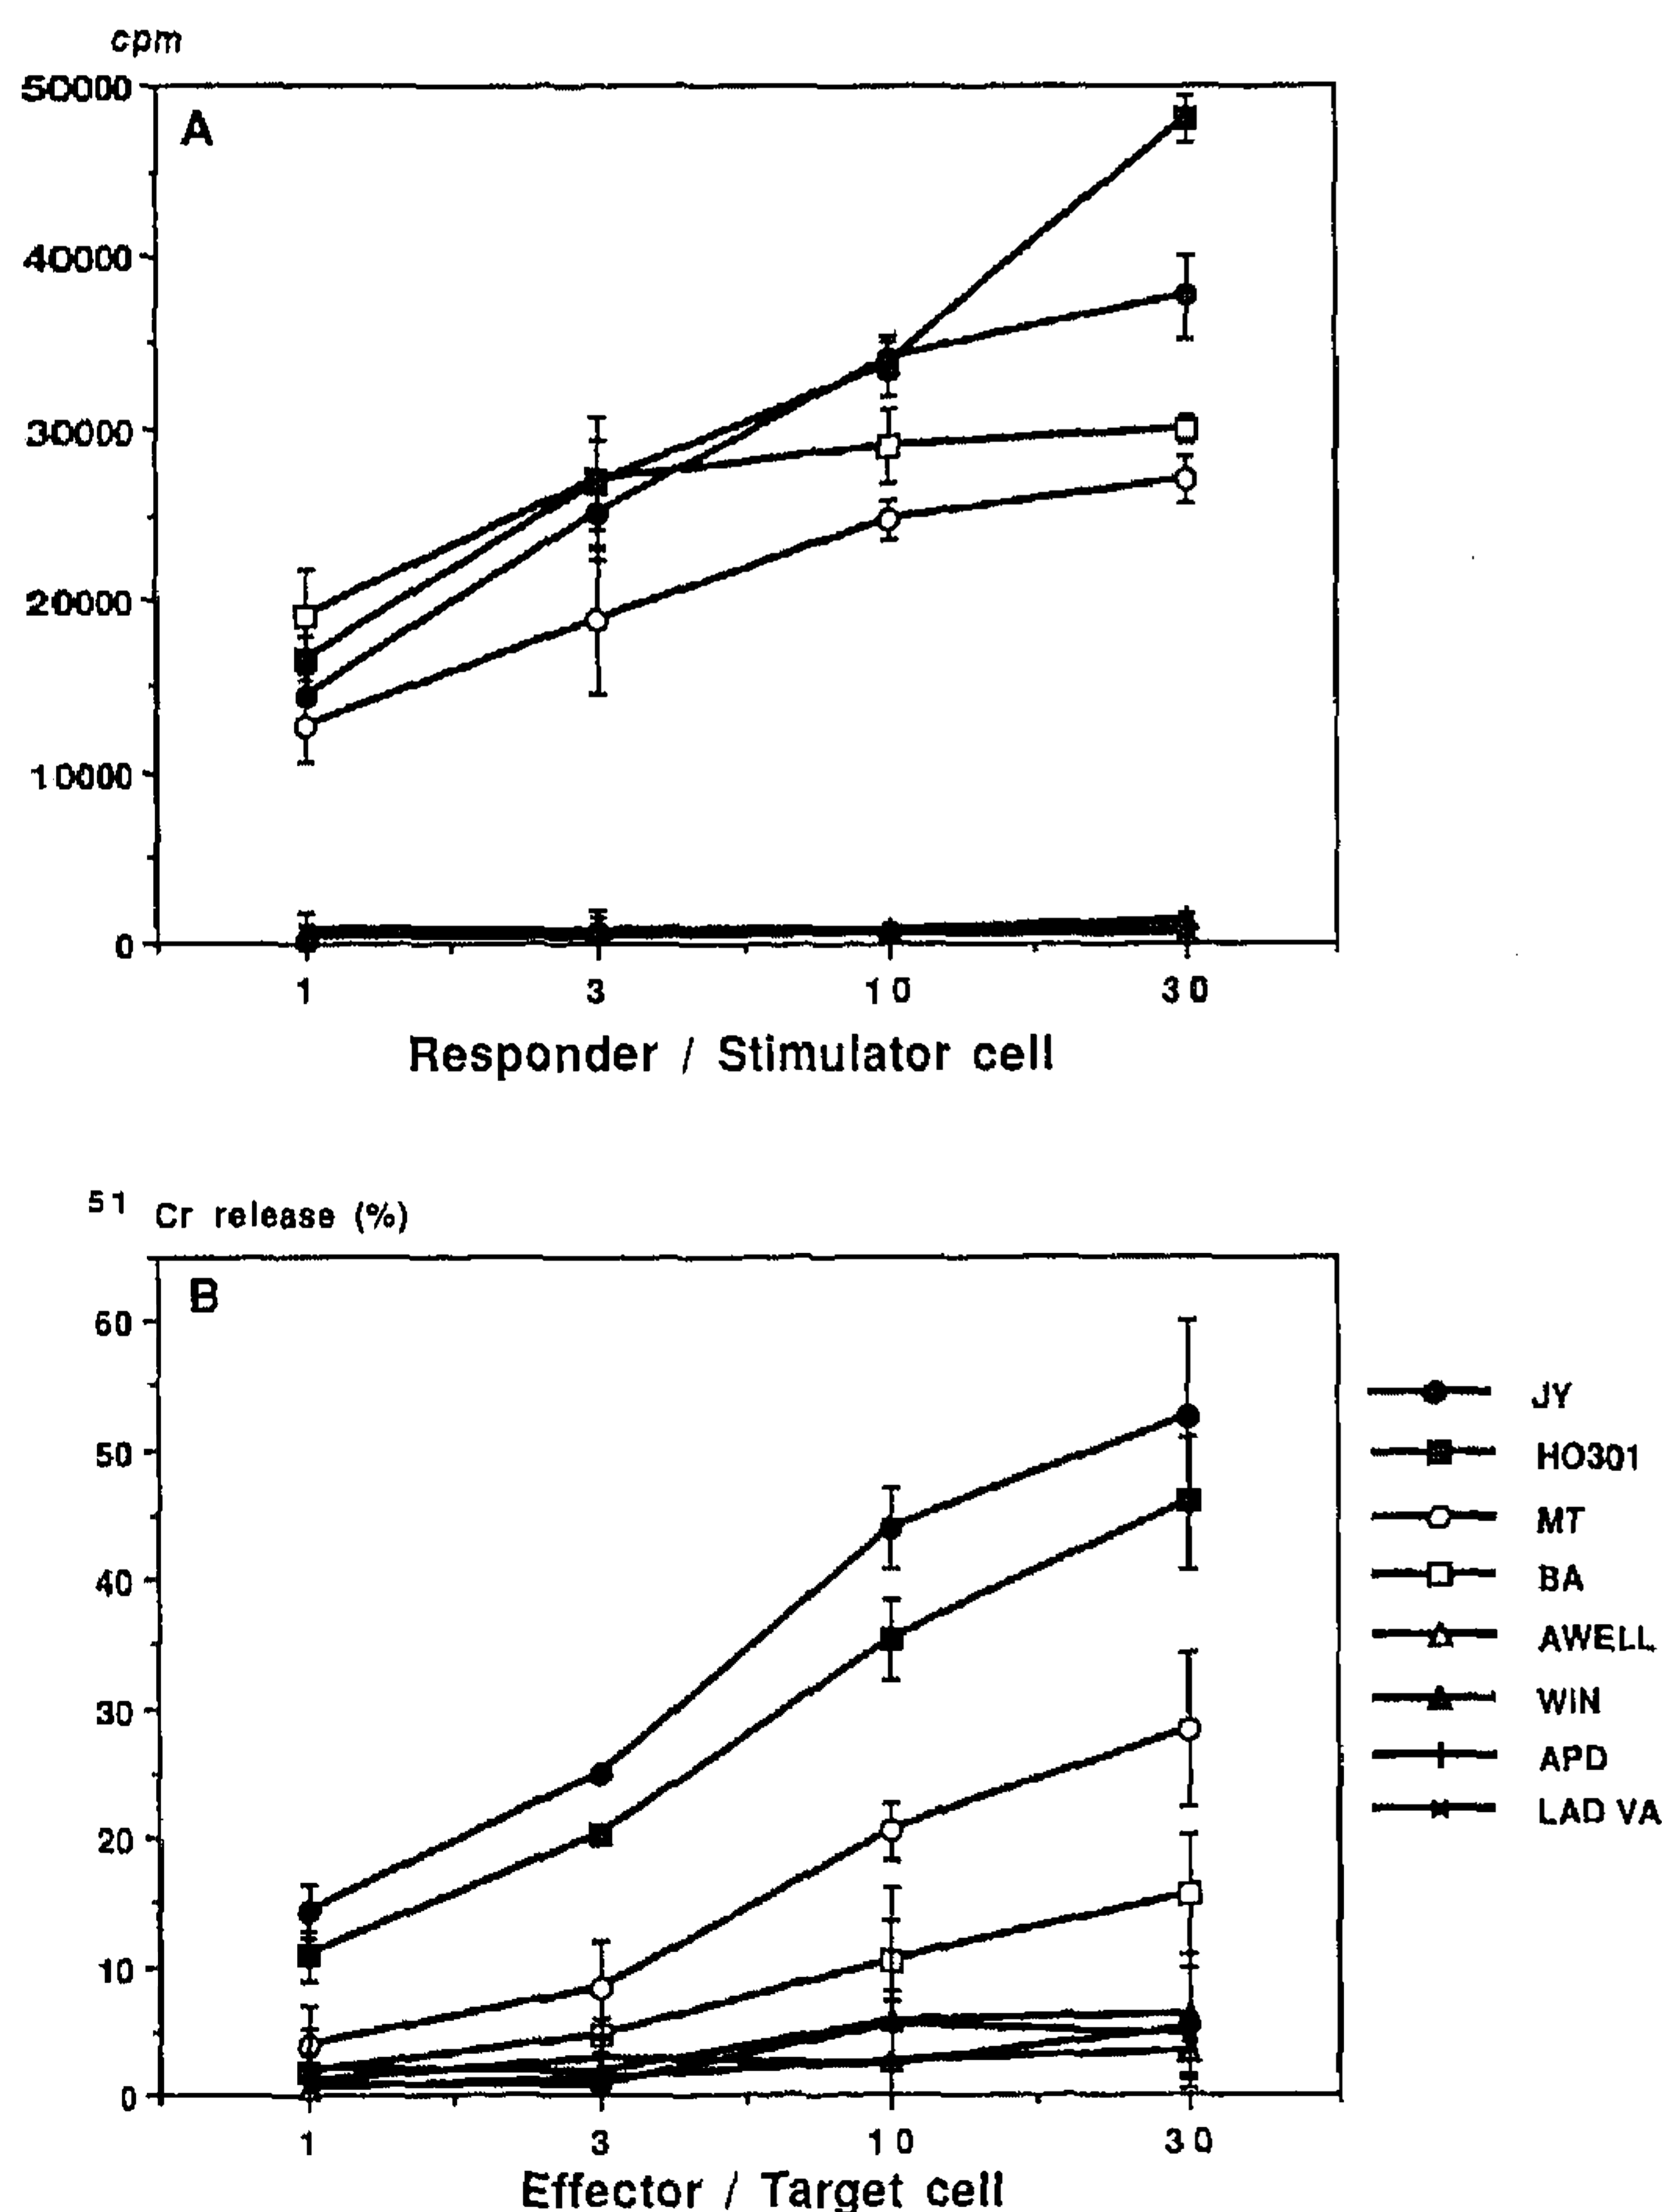 cpm
50000
A
40000
30000
20000
10000
0
1 3 10 30
Responder / Stimulator cell
51 Cr release (%)
B
60
50
40
30
20
10
0
1 3 10 30
Effector / Target cell
JY
HO301
MT
BA
AWELL
WIN
APD
LAD VA